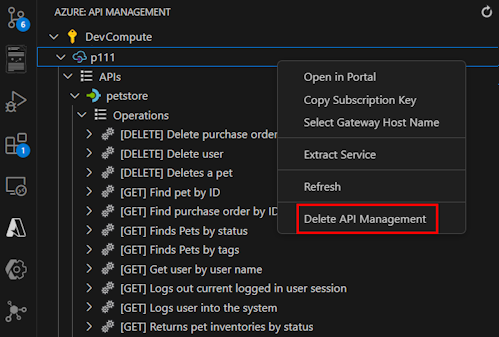 AZURE: API MANAGEMENT
6
DevCompute
p111
APIs
petstore
Operations
[DELETE] Delete purchase order
[DELETE] Delete user
[DELETE] Deletes a pet
[GET] Find pet by ID
[GET] Find purchase order by ID
[GET] Finds Pets by status
[GET] Finds Pets by tags
[GET] Get user by user name
[GET] Logs out current logged in user session
[GET] Logs user into the system
[GET] Returns pet inventories by status
1
Open in Portal
Copy Subscription Key
Select Gateway Host Name
Extract Service
Refresh
Delete API Management